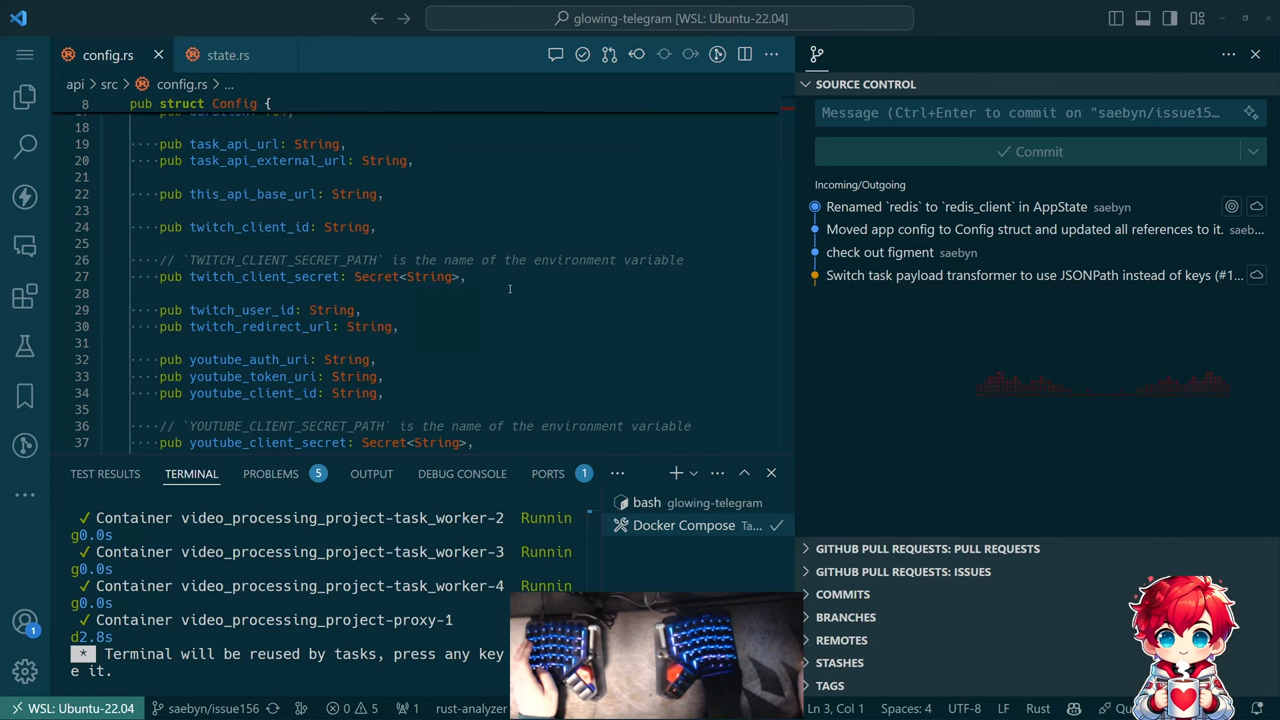 glowing-telegram [WSL: Ubuntu-22.04]
config.rs
state.rs
api > src > config.rs > ...
8 pub struct Config {
18
19 pub task_api_url: String,
20 pub task_api_external_url: String,
21
22 pub this_api_base_url: String,
23
24 pub twitch_client_id: String,
25
26 // `TWITCH_CLIENT_SECRET_PATH` is the name of the environment variable
27 pub twitch_client_secret: Secret<String>,
28
29 pub twitch_user_id: String,
30 pub twitch_redirect_url: String,
31
32 pub youtube_auth_uri: String,
33 pub youtube_token_uri: String,
34 pub youtube_client_id: String,
35
36 // `YOUTUBE_CLIENT_SECRET_PATH` is the name of the environment variable
37 pub youtube_client_secret: Secret<String>,
TEST RESULTS TERMINAL PROBLEMS 5 OUTPUT DEBUG CONSOLE PORTS 1
✓ Container video_processing_project-task_worker-2 Runnin
g0.0s
✓ Container video_processing_project-task_worker-3 Runnin
g0.0s
✓ Container video_processing_project-task_worker-4 Runnin
g0.0s
✓ Container video_processing_project-proxy-1
d2.8s
* Terminal will be reused by tasks, press any key
e it.
bash glowing-telegram
Docker Compose Ta...
SOURCE CONTROL
Message (Ctrl+Enter to commit on "saebyn/issue15...
Commit
Incoming/Outgoing
Renamed `redis` to `redis_client` in AppState saebyn
Moved app config to Config struct and updated all references to it. saeb...
check out figment saebyn
Switch task payload transformer to use JSONPath instead of keys (#1...
GITHUB PULL REQUESTS: PULL REQUESTS
GITHUB PULL REQUESTS: ISSUES
COMMITS
BRANCHES
REMOTES
STASHES
TAGS
1
WSL: Ubuntu-22.04 saebyn/issue156 0 5 1 rust-analyzer Ln 3, Col 1 Spaces: 4 UTF-8 LF Rust